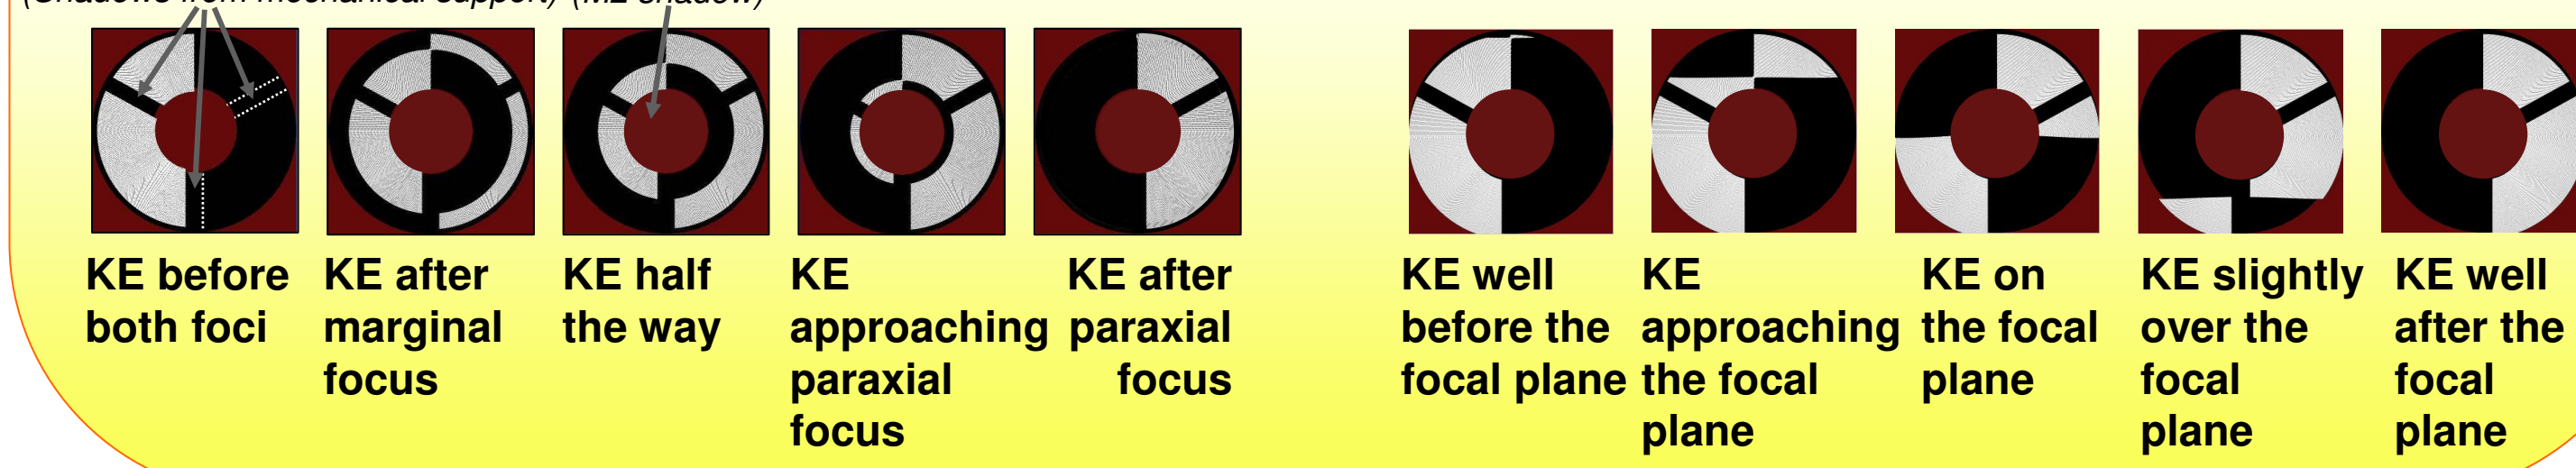 (Shadows from mechanical support) (M2 shadow)
KE before
both foci
KE after
marginal
focus
KE half
the way
KE
approaching
paraxial
focus
KE after
paraxial
focus
KE well
before the
focal plane
KE
approaching
the focal
plane
KE on
the focal
plane
KE slightly
over the
focal
plane
KE well
after the
focal
plane